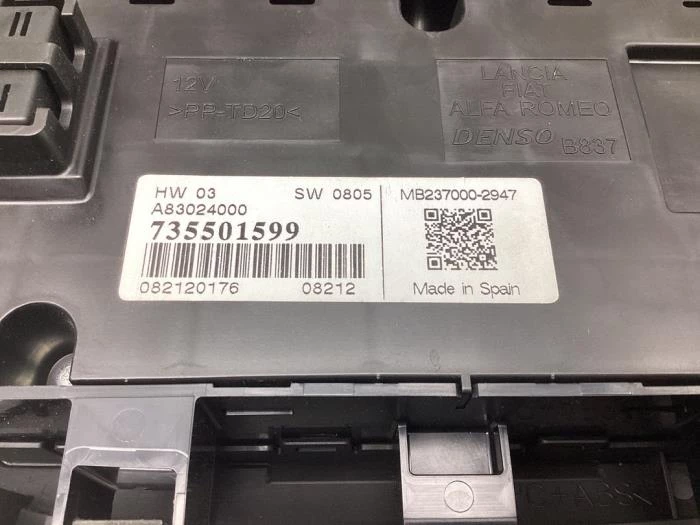 12V
>PP-TD20<
LANCIA
FIAT
ALFA ROMEO
DENSO B837
HW 03 SW 0805
A83024000
735501599
082120176 08212
MB237000-2947
Made in Spain